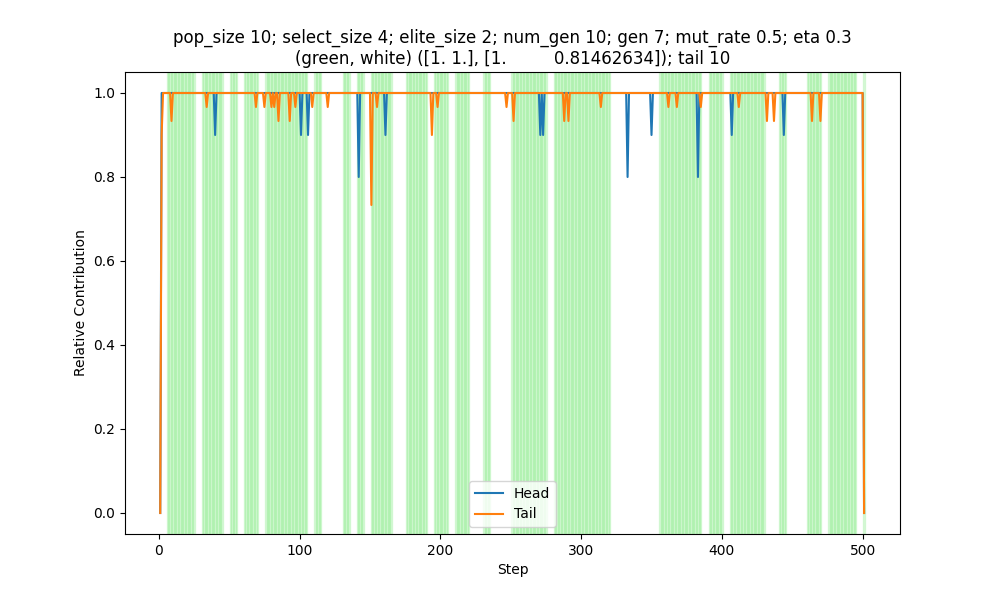 pop_size 10; select_size 4; elite_size 2; num_gen 10; gen 7; mut_rate 0.5; eta 0.3
(green, white) ([1. 1.], [1.         0.81462634]); tail 10
1.0
0.8
0.6
0.4
0.2
0.0
Relative Contribution
Head
Tail
0
100
200
300
400
500
Step